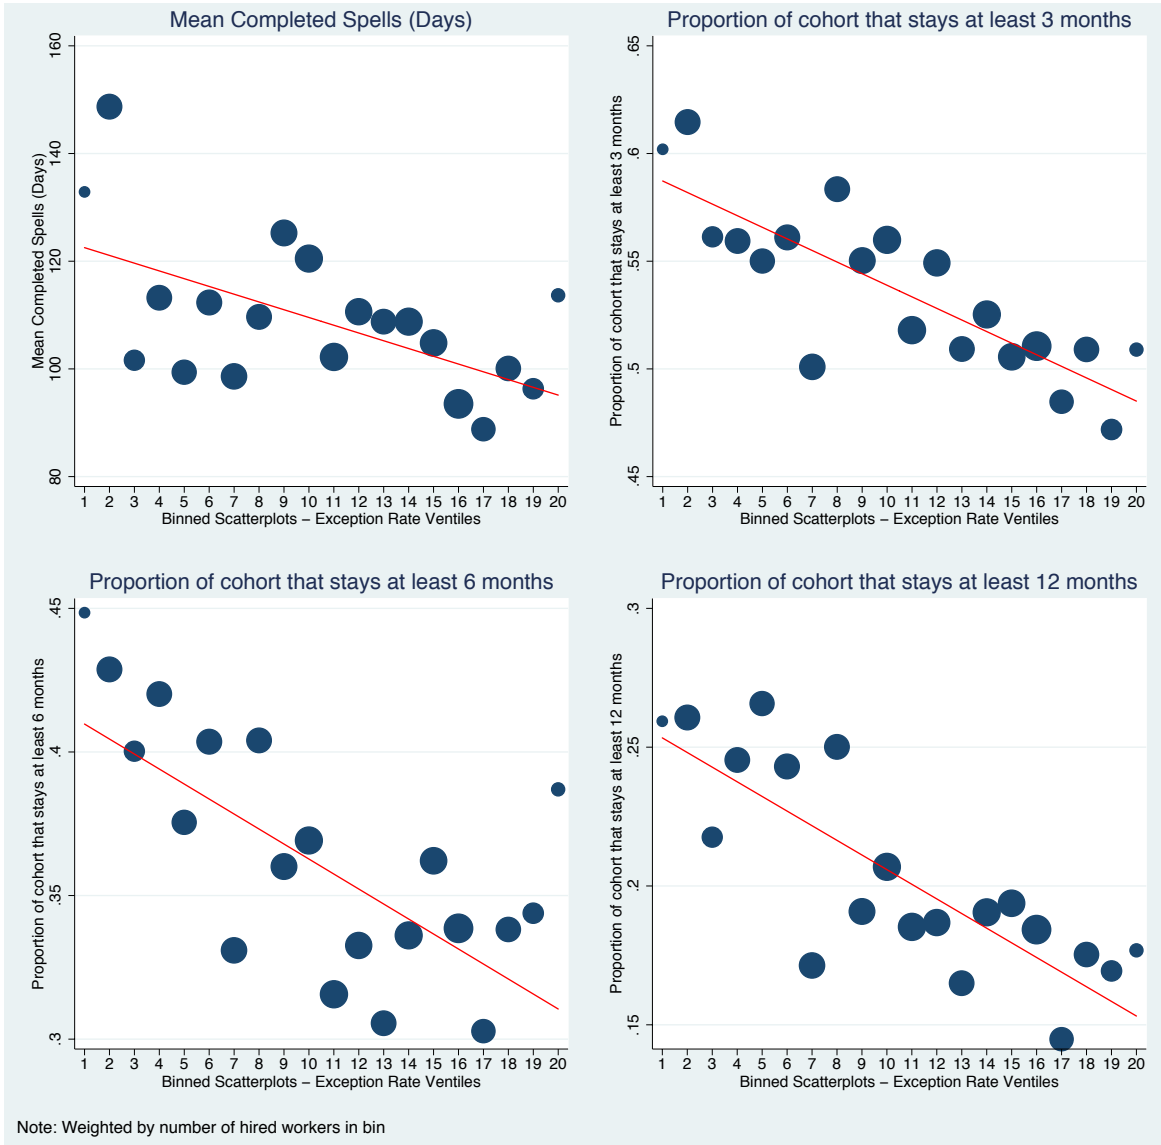 Mean Completed Spells (Days)
Mean Completed Spells (Days)
160
140
120
100
80
1 2 3 4 5 6 7 8 9 10 11 12 13 14 15 16 17 18 19 20
Binned Scatterplots − Exception Rate Ventiles
Proportion of cohort that stays at least 3 months
Proportion of cohort that stays at least 3 months
.65
.6
.55
.5
.45
1 2 3 4 5 6 7 8 9 10 11 12 13 14 15 16 17 18 19 20
Binned Scatterplots − Exception Rate Ventiles
Proportion of cohort that stays at least 6 months
Proportion of cohort that stays at least 6 months
.45
.4
.35
.3
1 2 3 4 5 6 7 8 9 10 11 12 13 14 15 16 17 18 19 20
Binned Scatterplots − Exception Rate Ventiles
Proportion of cohort that stays at least 12 months
Proportion of cohort that stays at least 12 months
.3
.25
.2
.15
1 2 3 4 5 6 7 8 9 10 11 12 13 14 15 16 17 18 19 20
Binned Scatterplots − Exception Rate Ventiles
Note: Weighted by number of hired workers in bin